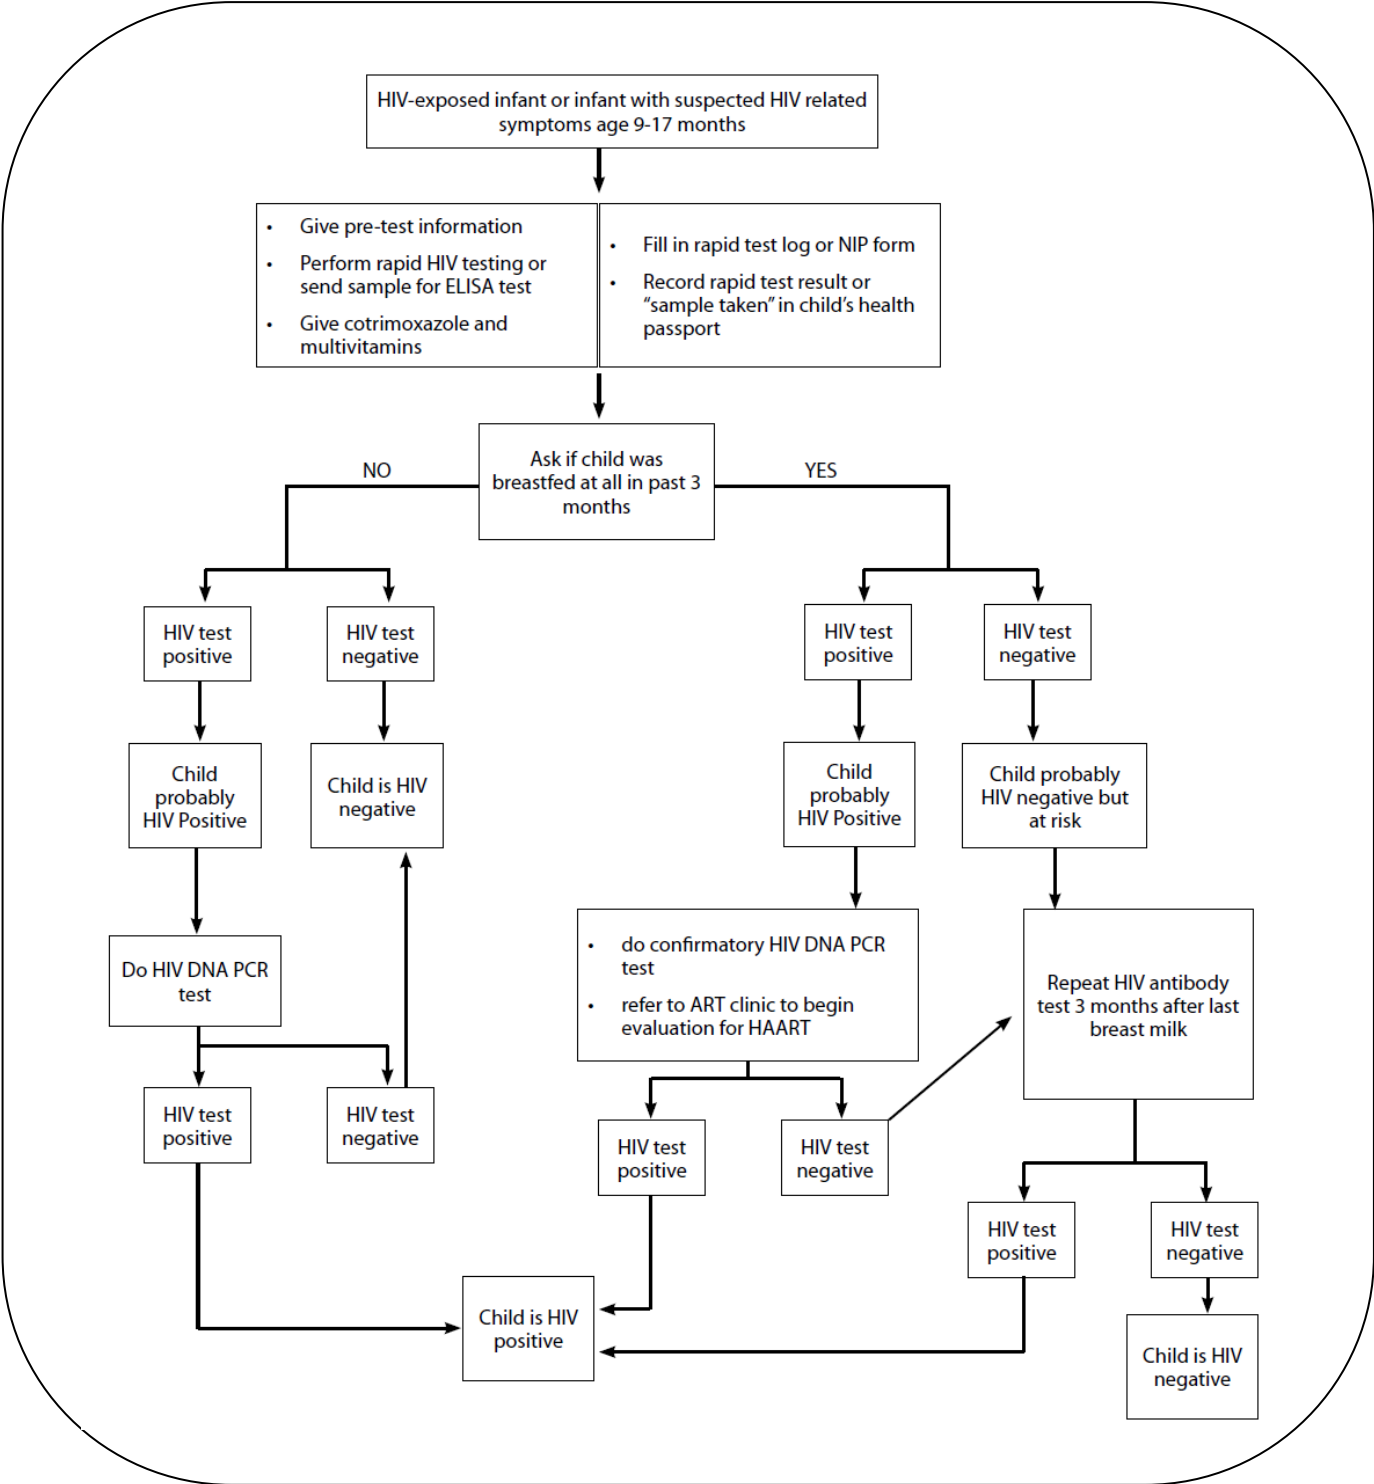 HIV-exposed infant or infant with suspected HIV related
symptoms age 9-17 months
• Give pre-test information
• Perform rapid HIV testing or
send sample for ELISA test
• Give cotrimoxazole and
multivitamins
• Fill in rapid test log or NIP form
• Record rapid test result or
“sample taken” in child’s health
passport
Ask if child was
breastfed at all in past 3
months
NO
YES
HIV test
positive
HIV test
negative
HIV test
positive
HIV test
negative
Child
probably
HIV Positive
Child is HIV
negative
Child
probably
HIV Positive
Child probably
HIV negative but
at risk
Do HIV DNA PCR
test
• do confirmatory HIV DNA PCR
test
• refer to ART clinic to begin
evaluation for HAART
Repeat HIV antibody
test 3 months after last
breast milk
HIV test
positive
HIV test
negative
HIV test
positive
HIV test
negative
HIV test
positive
HIV test
negative
Child is HIV
positive
Child is HIV
negative